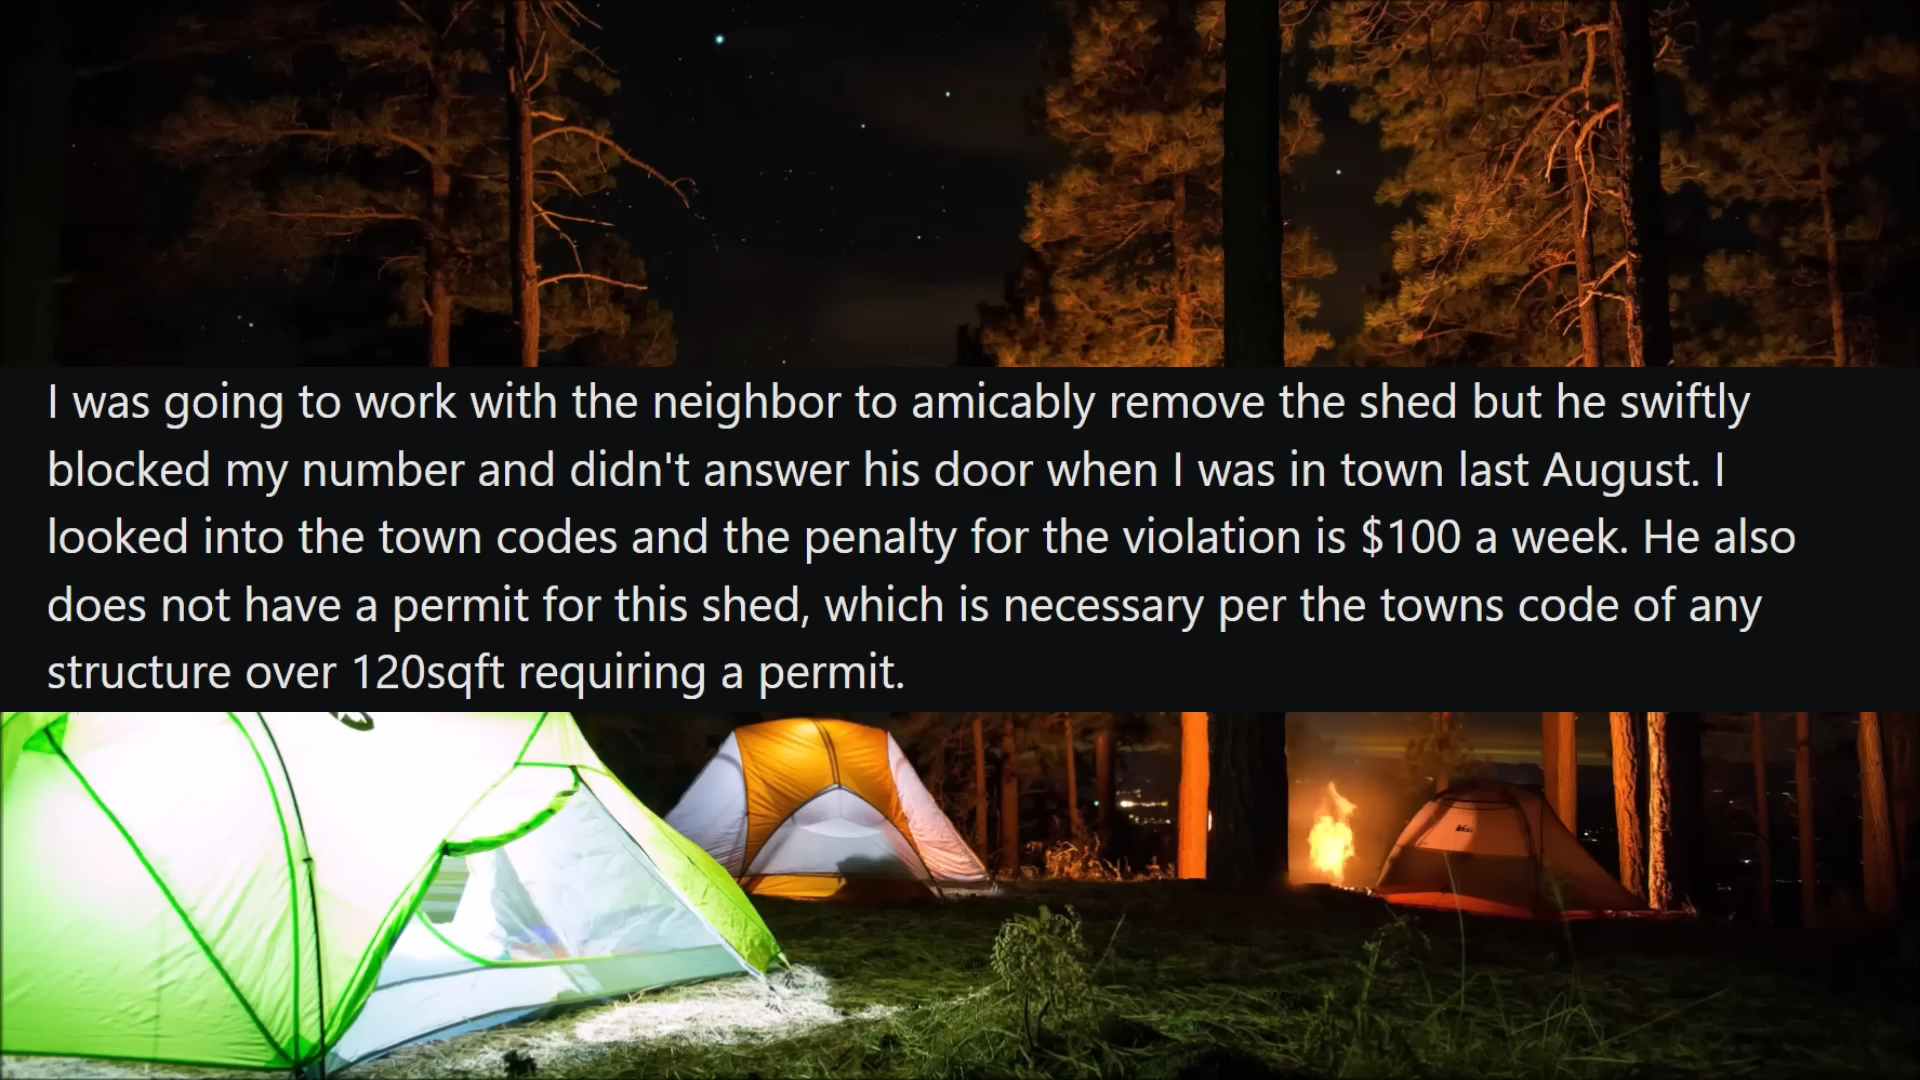 I was going to work with the neighbor to amicably remove the shed but he swiftly
blocked my number and didn't answer his door when I was in town last August. I
looked into the town codes and the penalty for the violation is $100 a week. He also
does not have a permit for this shed, which is necessary per the towns code of any
structure over 120sqft requiring a permit.